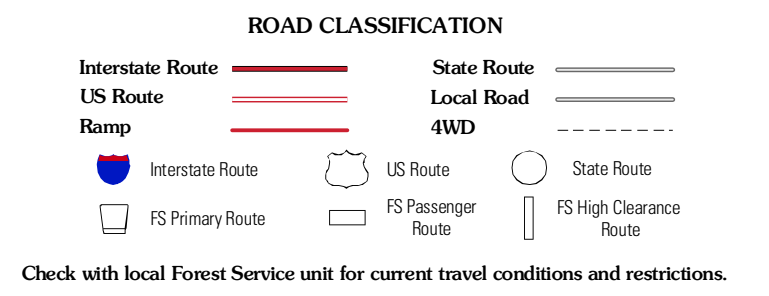 ROAD CLASSIFICATION
Interstate Route
State Route
US Route
Local Road
Ramp
4WD
Interstate Route
US Route
State Route
FS Primary Route
FS Passenger
Route
FS High Clearance
Route
Check with local Forest Service unit for current travel conditions and restrictions.